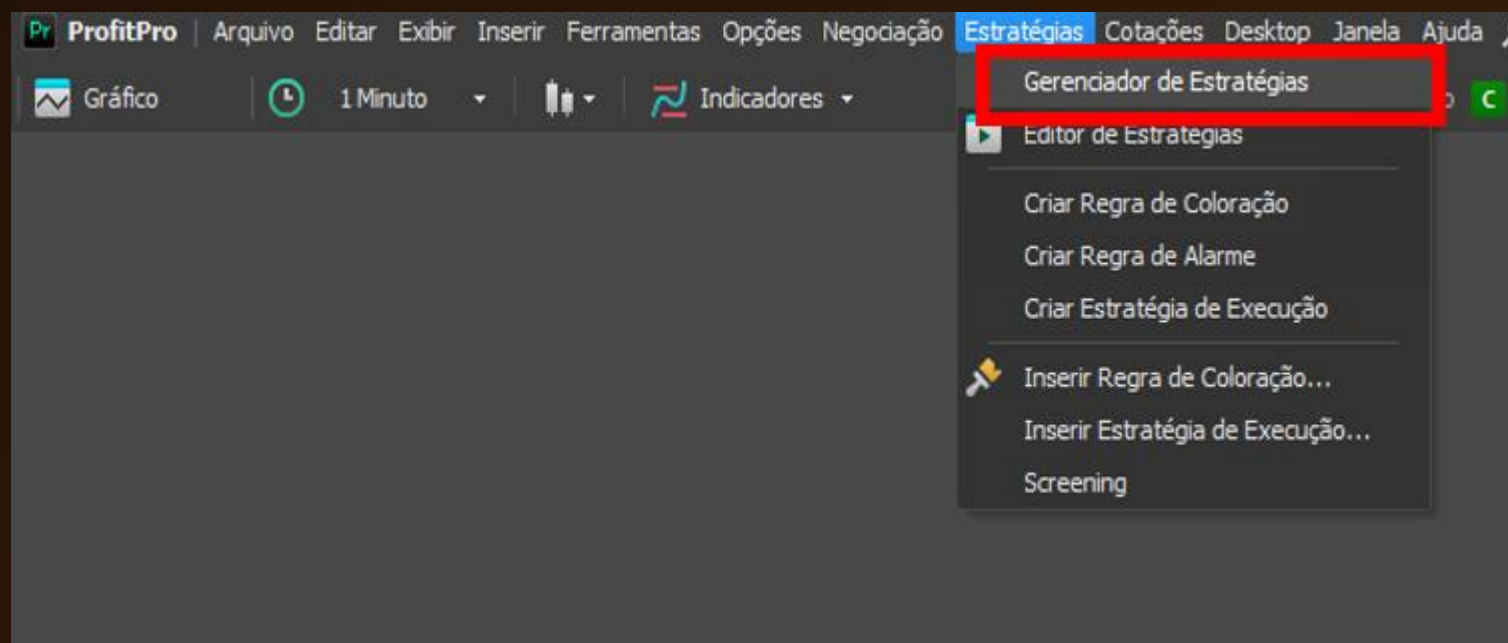 Pr ProfitPro | Arquivo Editar Exibir Inserir Ferramentas Opções Negociação Estratégias Cotações Desktop Janela Ajuda
Gráfico 1 Minuto Indicadores C
Gerenciador de Estratégias
Editor de Estratégias
Criar Regra de Coloração
Criar Regra de Alarme
Criar Estratégia de Execução
Inserir Regra de Coloração...
Inserir Estratégia de Execução...
Screening